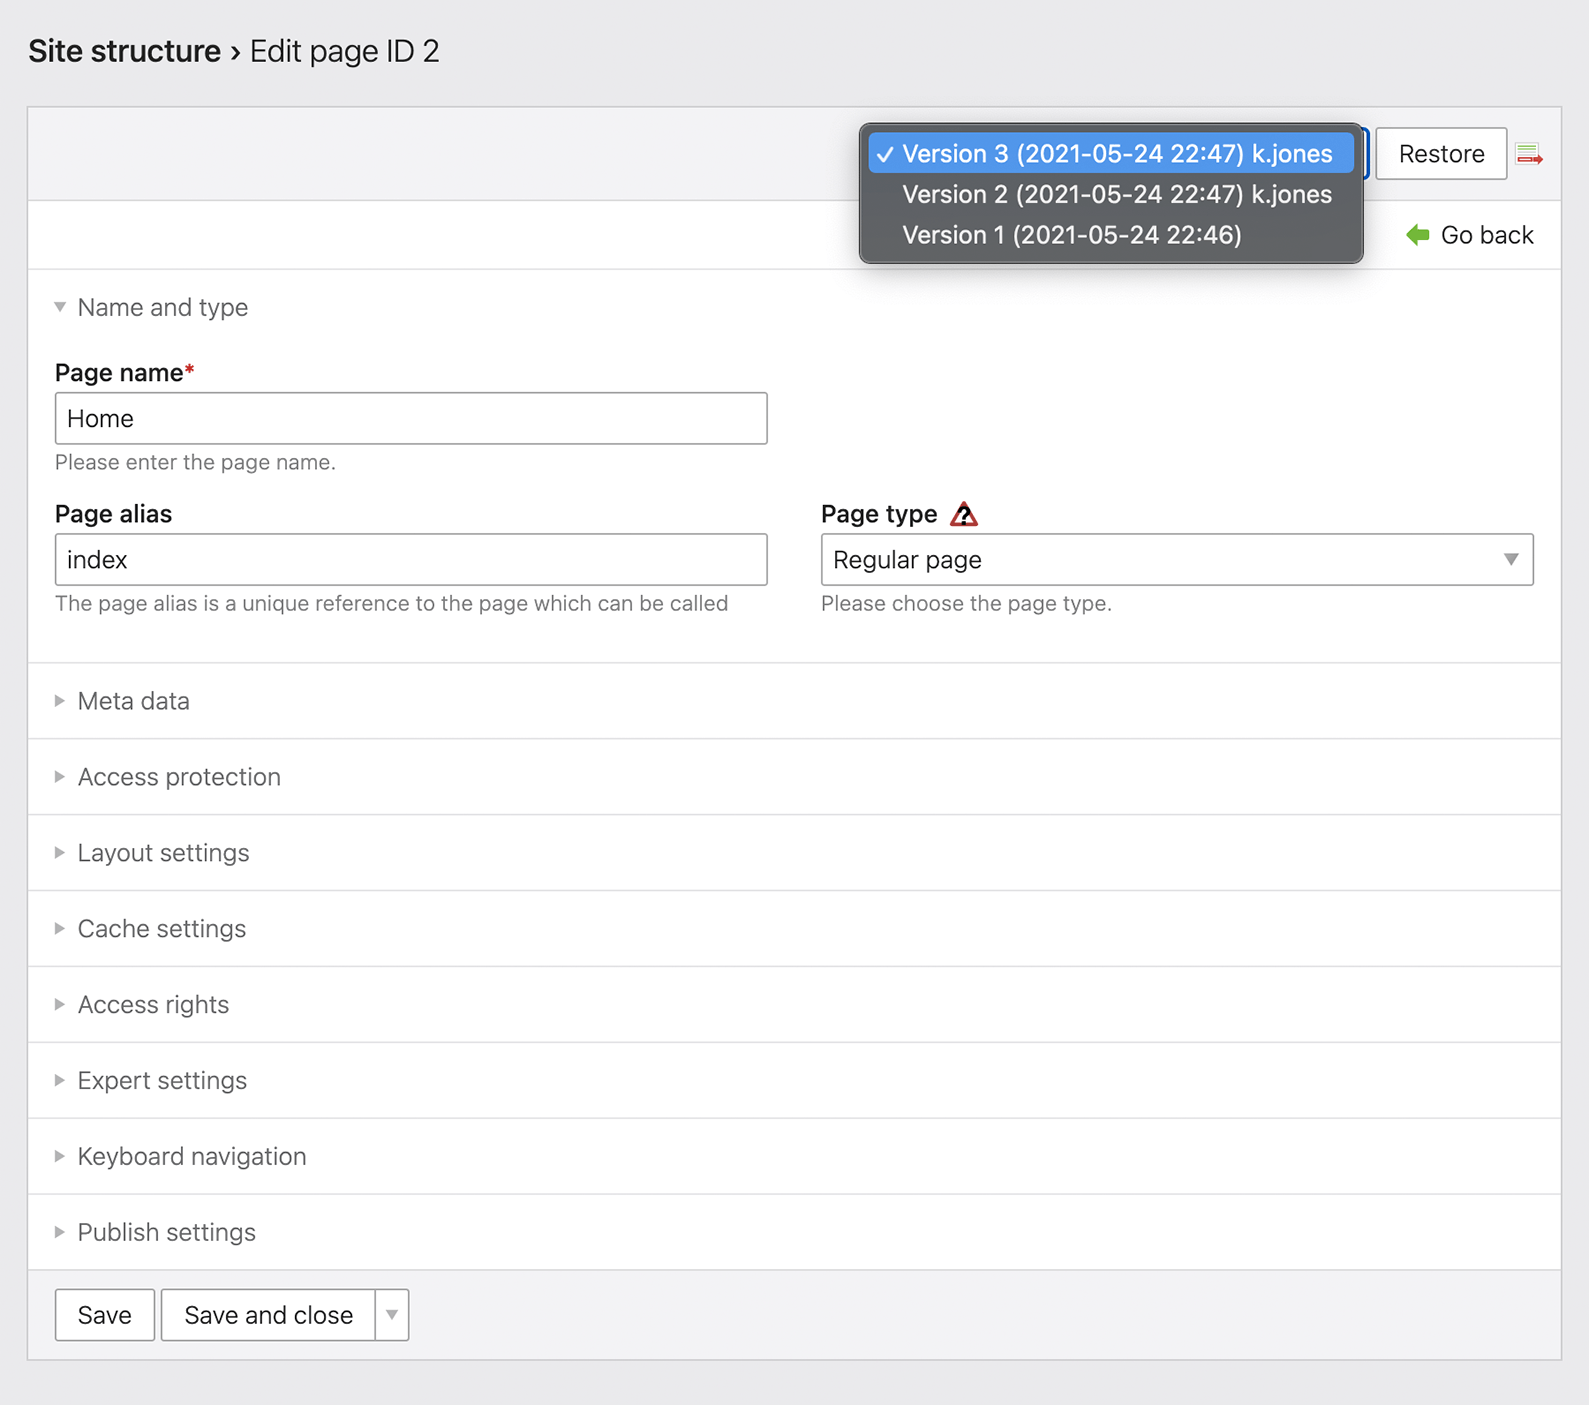 Site structure › Edit page ID 2
✓ Version 3 (2021-05-24 22:47) k.jones
Restore
Version 2 (2021-05-24 22:47) k.jones
Version 1 (2021-05-24 22:46)
Go back
Name and type
Page name*
Home
Please enter the page name.
Page alias
Page type
index
Regular page
The page alias is a unique reference to the page which can be called
Please choose the page type.
Meta data
Access protection
Layout settings
Cache settings
Access rights
Expert settings
Keyboard navigation
Publish settings
Save
Save and close